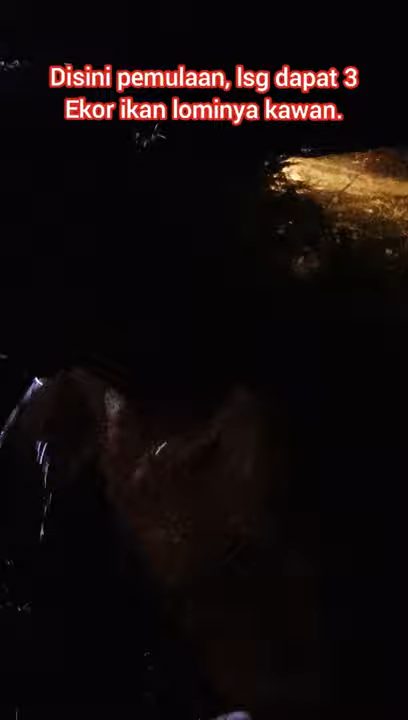 Disini pemulaan, lsg dapat 3
Ekor ikan lominya kawan.